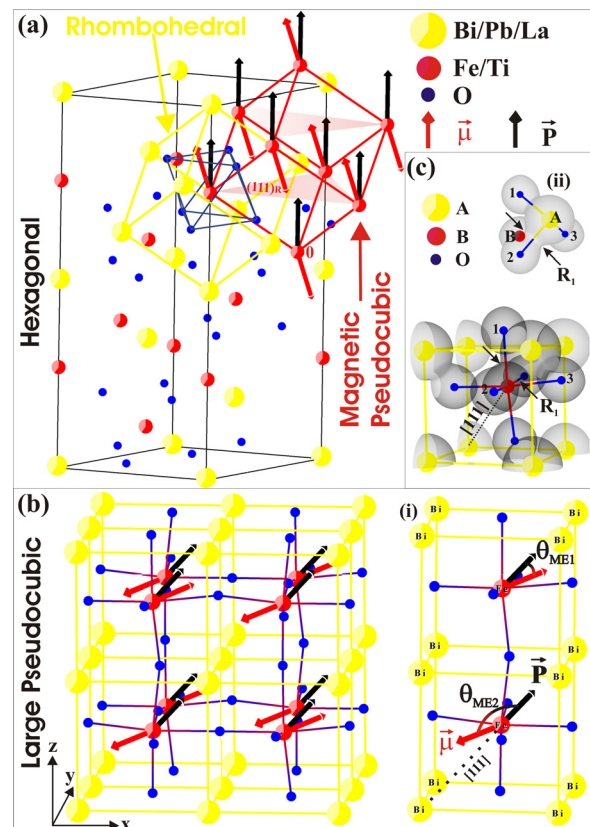 (a)
Rhombohedral
Bi/Pb/La
Fe/Ti
O
μ⃗
P⃗
Hexagonal
(111)R
0
Magnetic
Pseudocubic
(c)
(ii)
A
B
O
1
A
B
3
2
R1
1
2
3
R1
[111]
(b)
Large Pseudocubic
z
y
x
(i)
Bi
Bi
θME1
Fe
Bi
Bi
Bi
Bi
P⃗
θME2
Fe
μ⃗
[111]
Bi
Bi
Bi
Bi